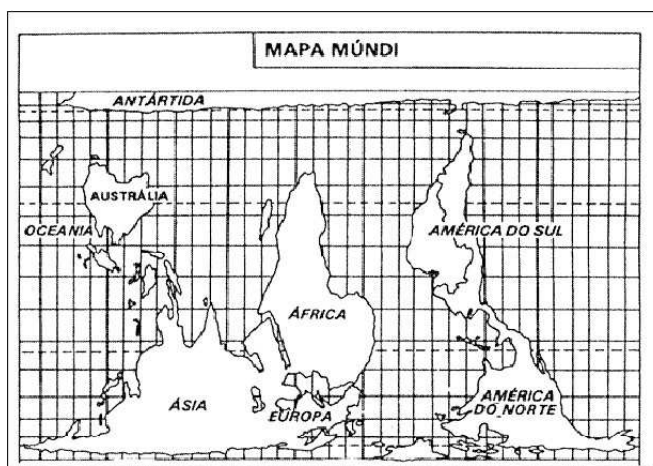 MAPA MÚNDI
ANTÁRTIDA
AUSTRÁLIA
OCEANIA
AMÉRICA DO SUL
ÁFRICA
ÁSIA
EUROPA
AMÉRICA
DO NORTE